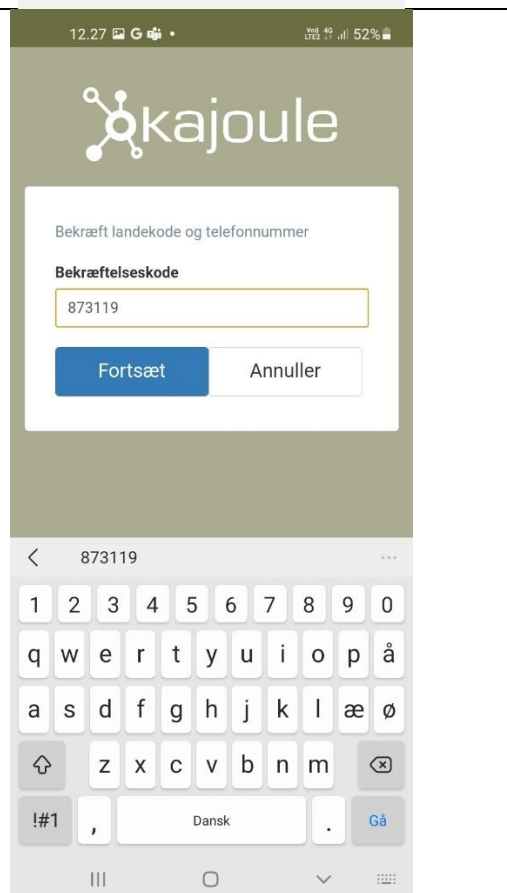 12.27 G 52%
kajoule
Bekræft landekode og telefonnummer
Bekræftelseskode
873119
Fortsæt Annuller
873119
1 2 3 4 5 6 7 8 9 0
q w e r t y u i o p å
a s d f g h j k l æ ø
z x c v b n m
!#1 , Dansk . Gå